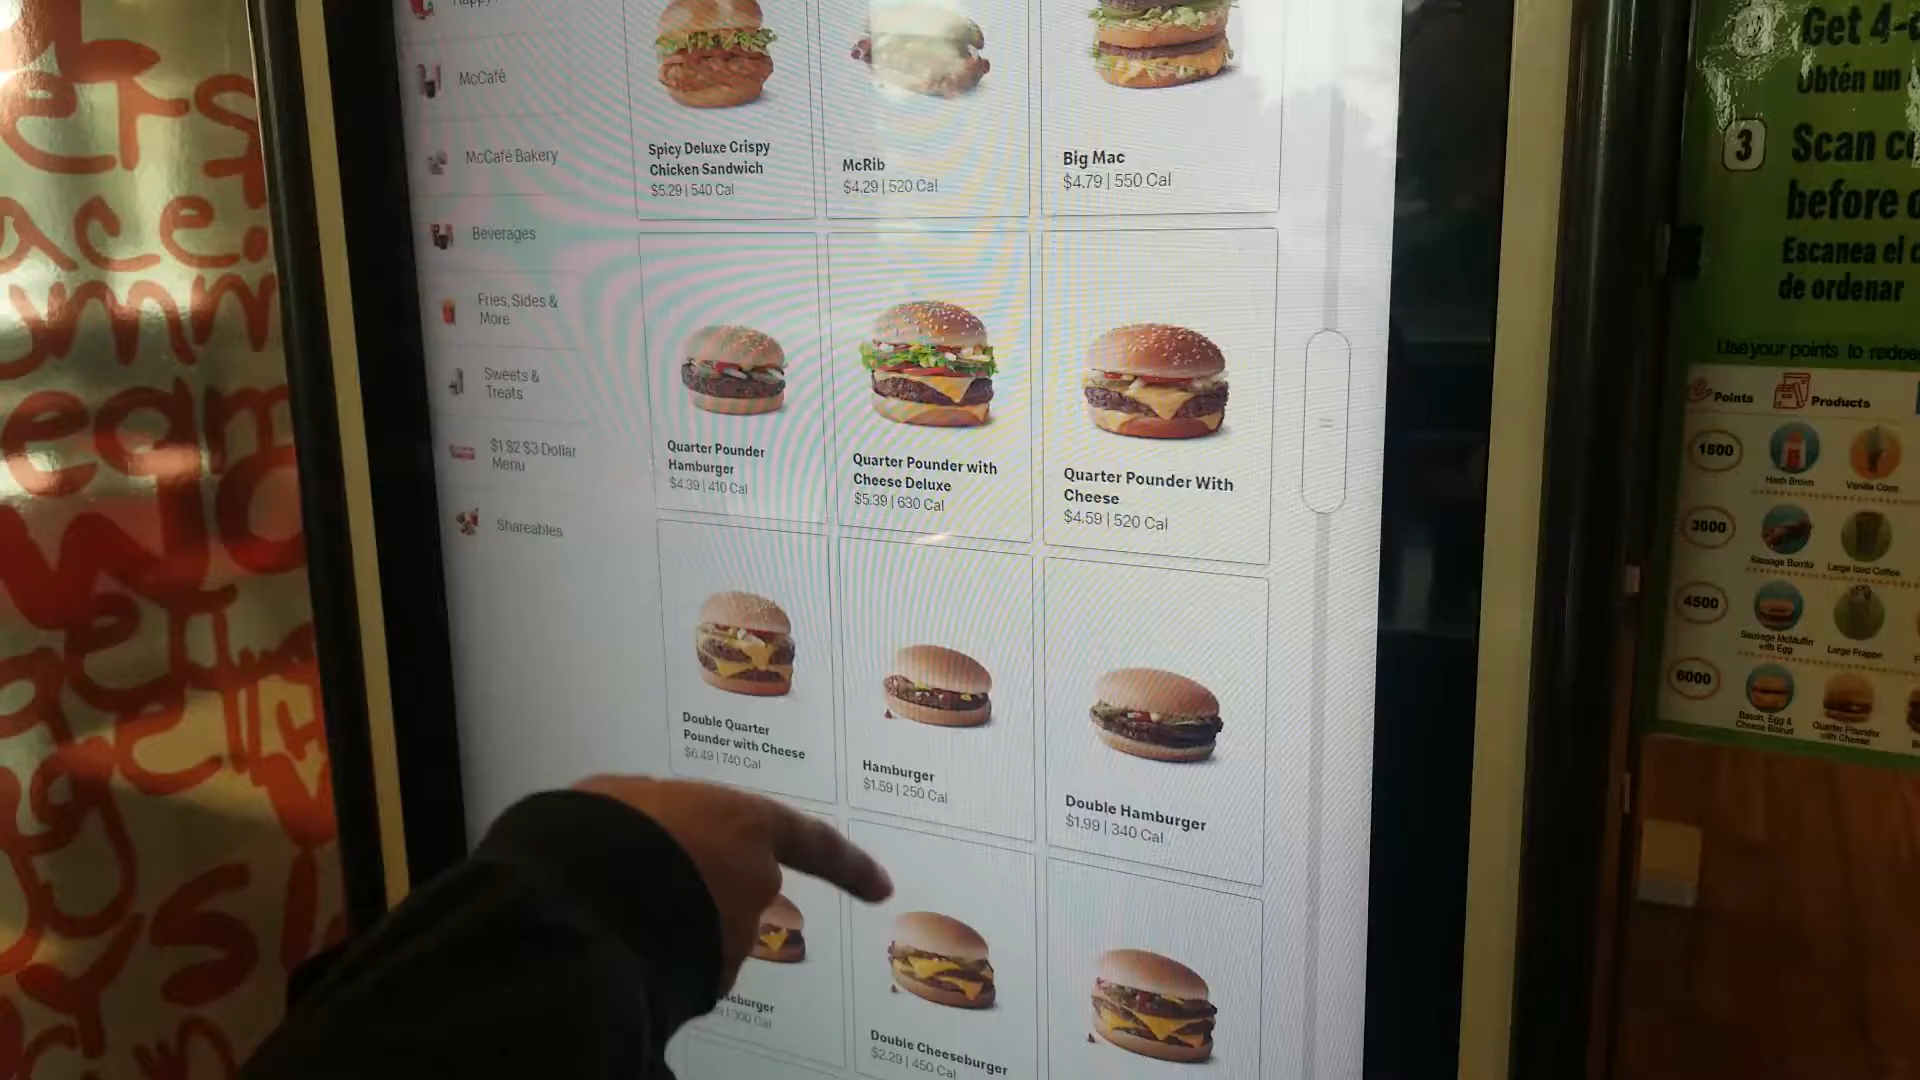 McCafé
McCafé Bakery
Beverages
Fries, Sides &
More
Sweets &
Treats
$1 $2 $3 Dollar
Menu
Shareables
Spicy Deluxe Crispy
Chicken Sandwich
$5.29 | 540 Cal
McRib
$4.29 | 520 Cal
Big Mac
$4.79 | 550 Cal
Quarter Pounder
Hamburger
$4.39 | 410 Cal
Quarter Pounder with
Cheese Deluxe
$5.39 | 630 Cal
Quarter Pounder With
Cheese
$4.59 | 520 Cal
Double Quarter
Pounder with Cheese
$6.49 | 740 Cal
Hamburger
$1.59 | 250 Cal
Double Hamburger
$1.99 | 340 Cal
300 Cal
Double Cheeseburger
$2.29 | 450 Cal
Get 4-
Obtén un
3
Scan
before
Escanea el
de ordenar
Use your points to
Points
Products
1500
Hash Brown
Vanilla Cone
3000
Sausage Burrito
Large Iced Coffee
4500
Sausage McMuffin
with Egg
Large Frappe
6000
Bacon, Egg &
Cheese Biscuit
Quarter Pounder
with Cheese